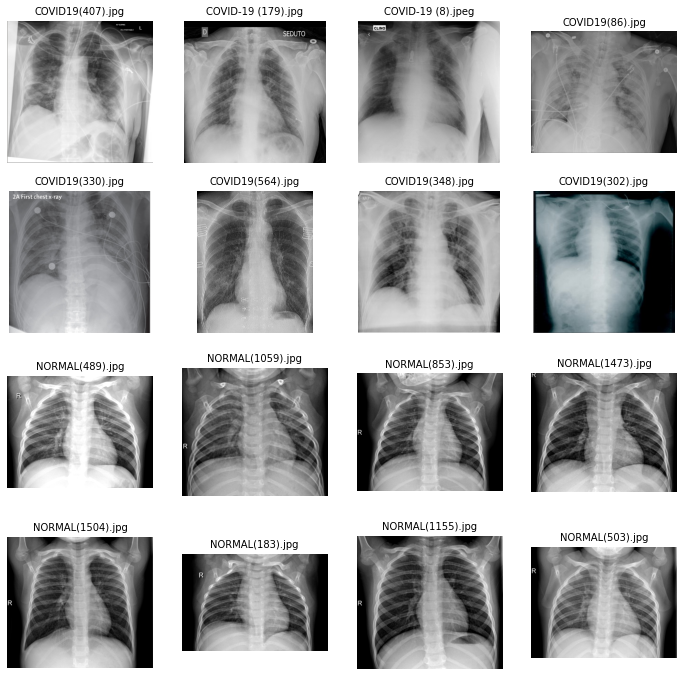 COVID19(407).jpg
COVID-19 (179).jpg
COVID-19 (8).jpeg
COVID19(86).jpg
L
D
SEDUTO
COVID19(330).jpg
COVID19(564).jpg
COVID19(348).jpg
COVID19(302).jpg
2A First chest x-ray
NORMAL(489).jpg
NORMAL(1059).jpg
NORMAL(853).jpg
NORMAL(1473).jpg
R
R
R
R
NORMAL(1504).jpg
NORMAL(183).jpg
NORMAL(1155).jpg
NORMAL(503).jpg
R
R
R
R